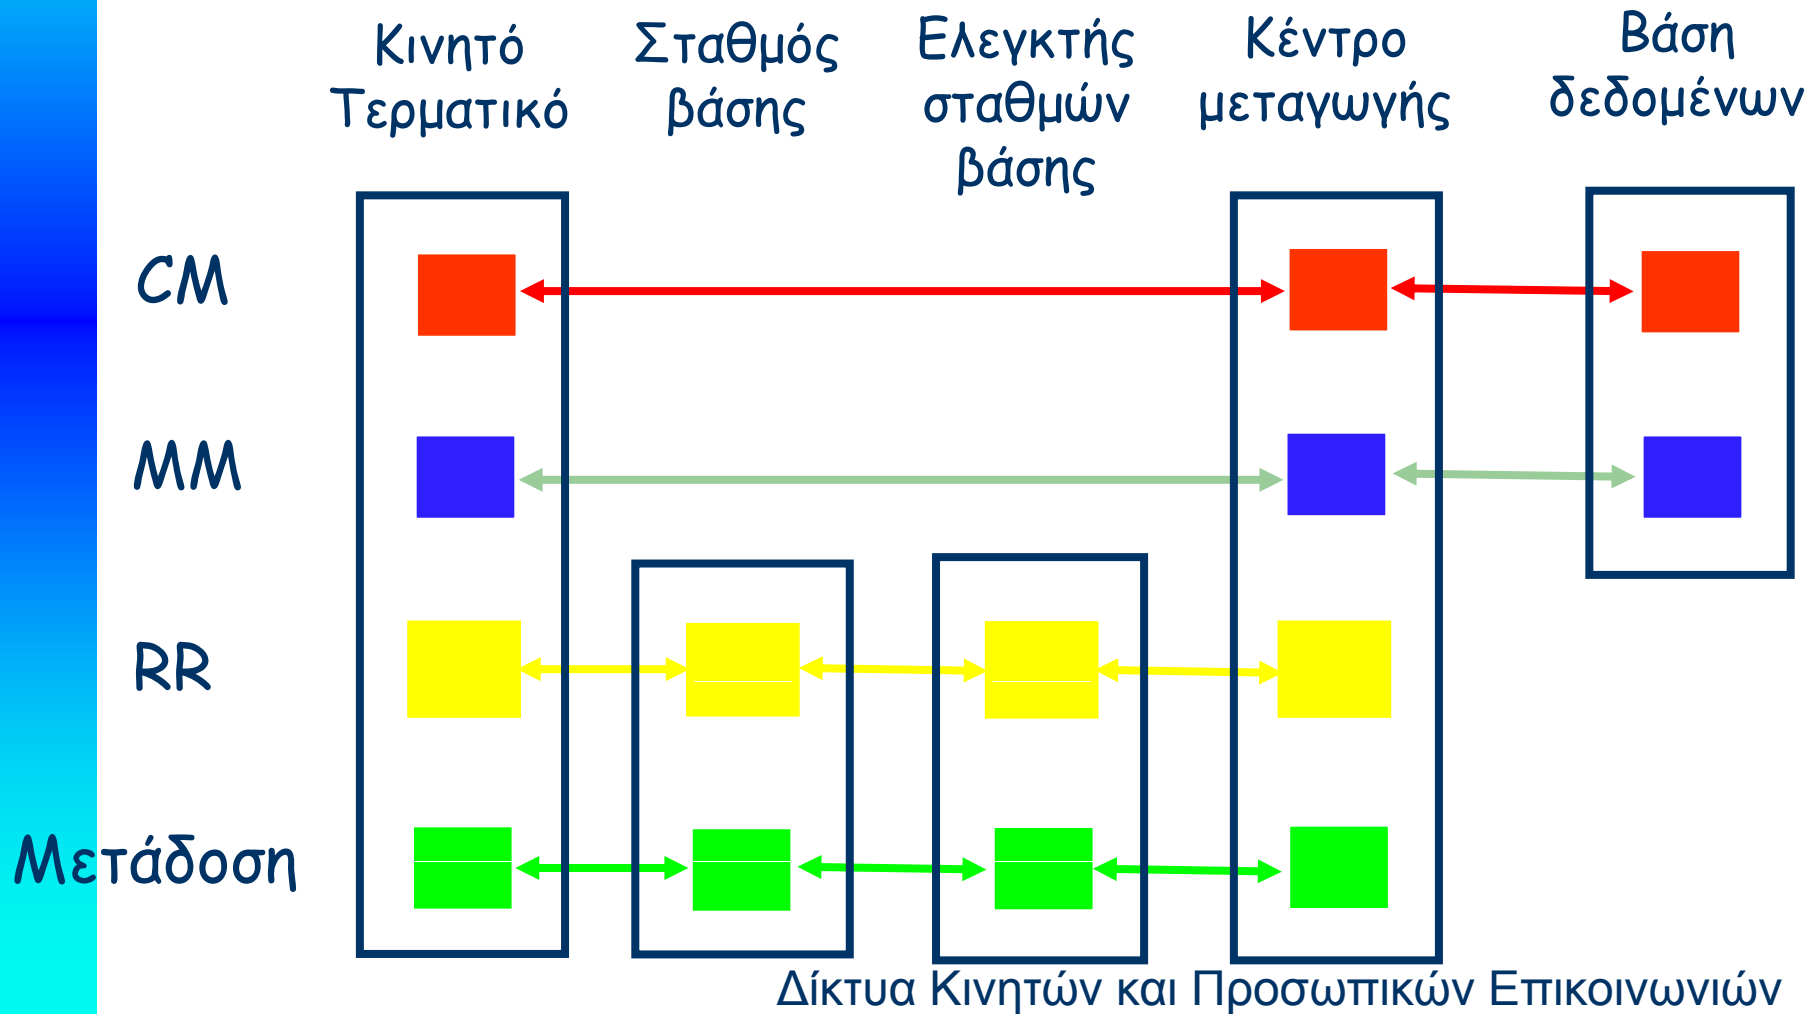 Κινητό
Τερματικό
Σταθμός
βάσης
Ελεγκτής
σταθμών
βάσης
Κέντρο
μεταγωγής
Βάση
δεδομένων
CM
MM
RR
Μετάδοση
Δίκτυα Κινητών και Προσωπικών Επικοινωνιών